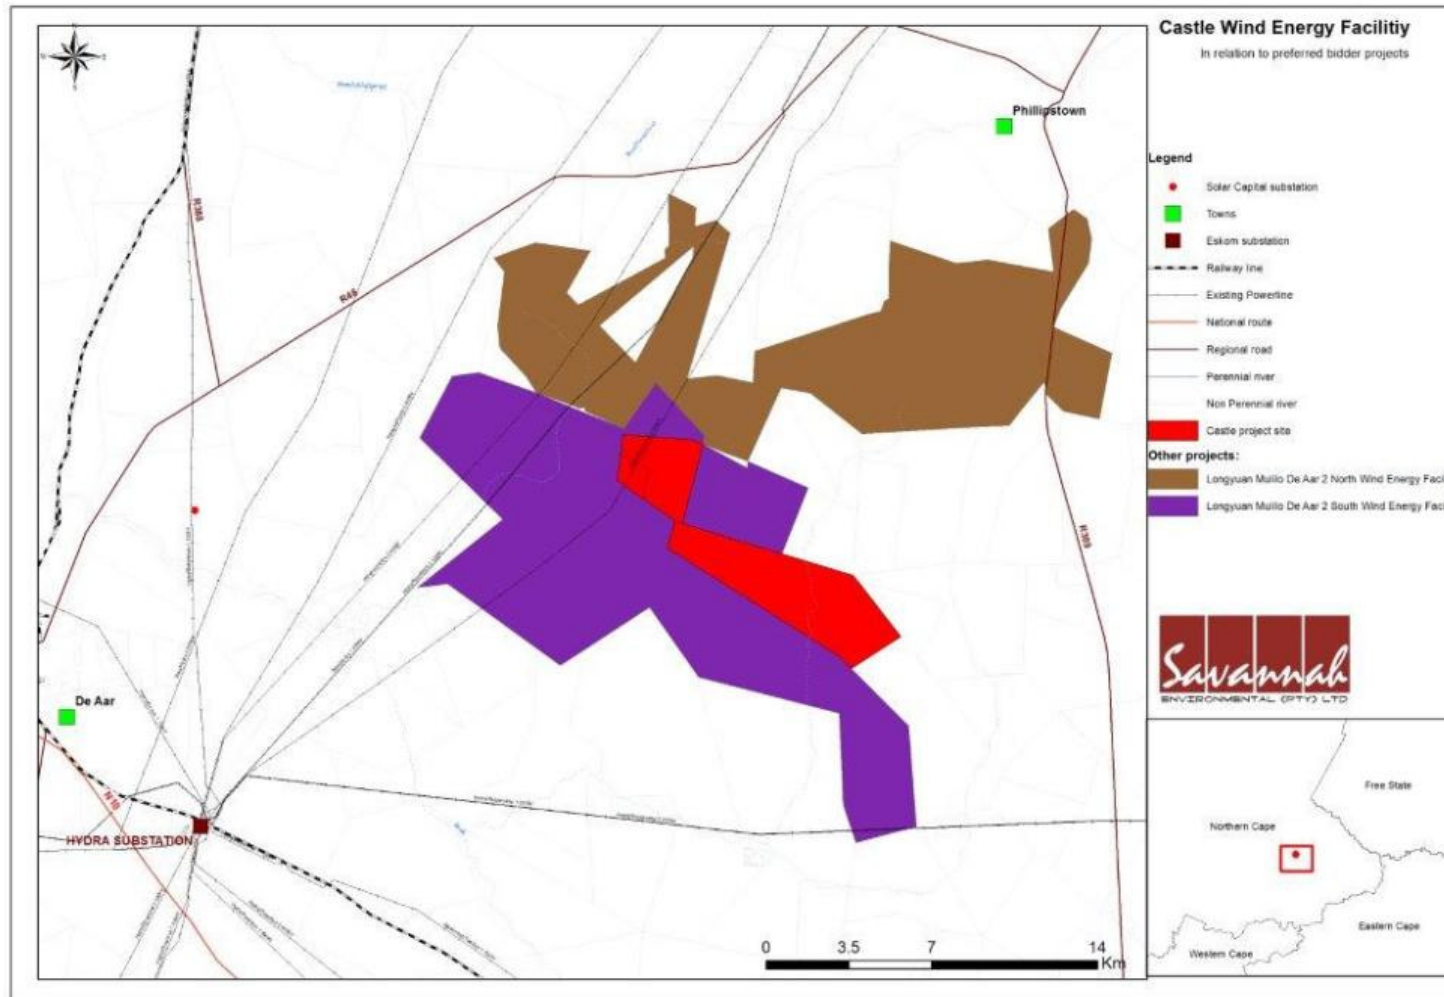 Castle Wind Energy Facilitiy
In relation to preferred bidder projects
Legend
Solar Capital substation
Towns
Eskom substation
Railway line
Existing Powerline
National route
Regional road
Perennial river
Non Perennial river
Castle project site
Other projects:
Longyuan Mulilo De Aar 2 North Wind Energy Faci
Longyuan Mulilo De Aar 2 South Wind Energy Faci
Savannah
ENVIRONMENTAL (PTY) LTD
Free State
Northern Cape
Eastern Cape
Western Cape
Phillipstown
R388
R48
R389
De Aar
N10
HYDRA SUBSTATION
0 3.5 7 14
Km